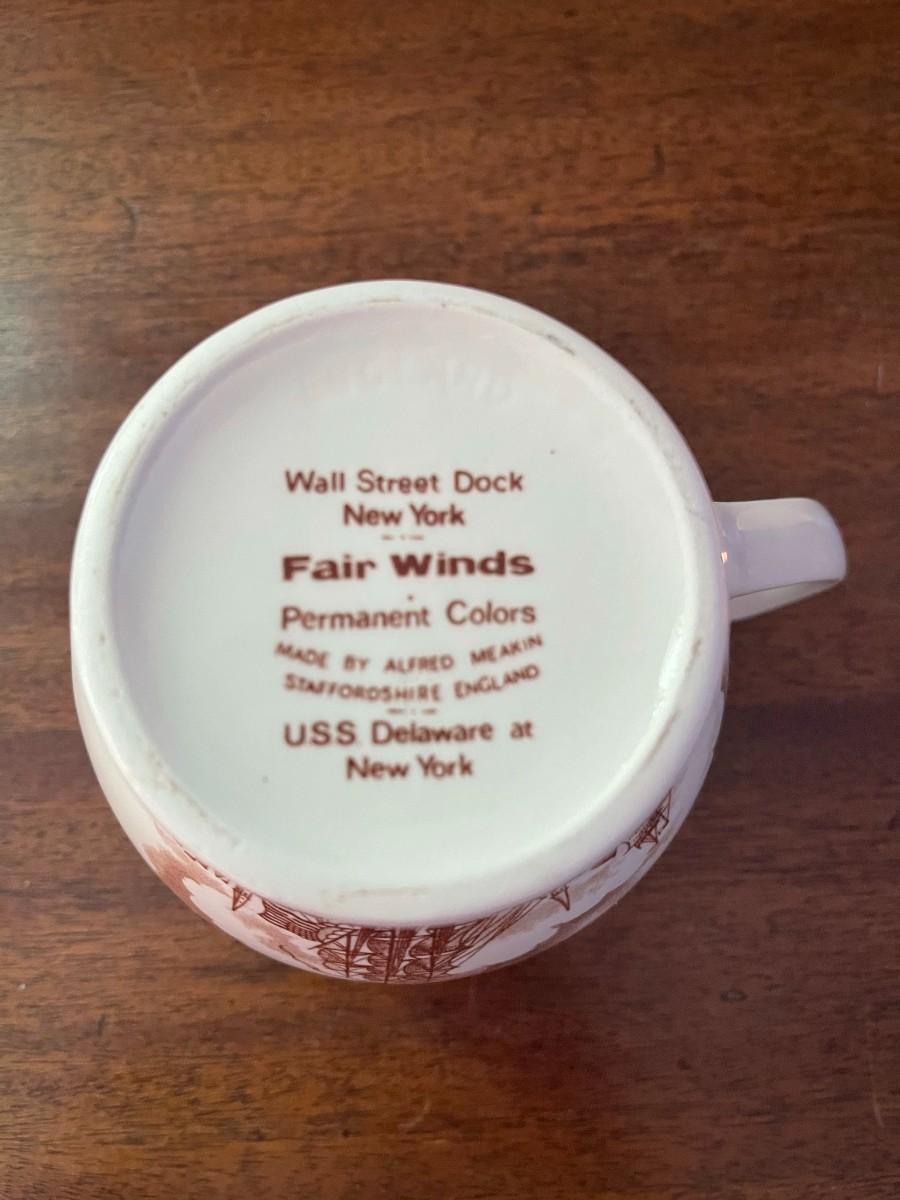 Wall Street Dock
New York
Fair Winds
Permanent Colors
MADE BY ALFRED MEAKIN
STAFFORDSHIRE ENGLAND
U.S.S. Delaware at
New York